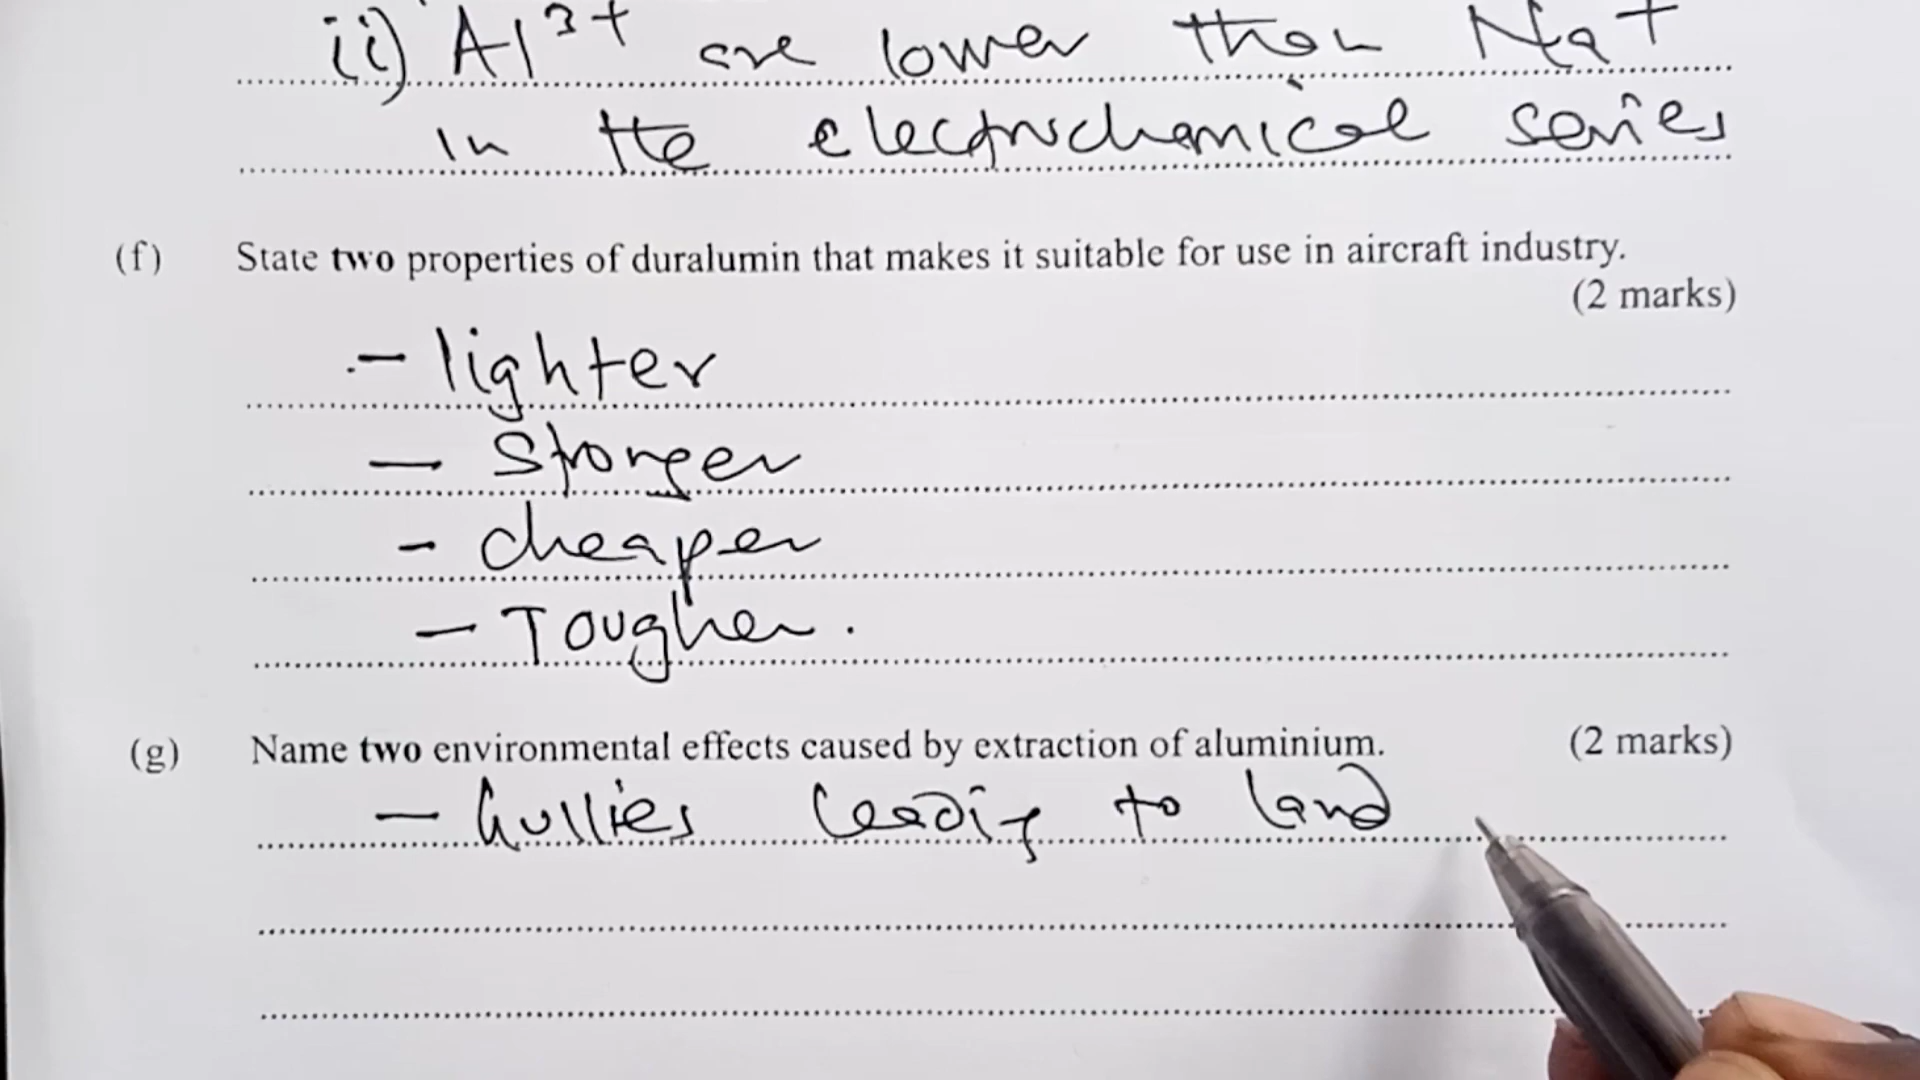 ii) Al3+ are lower than Na+
in the electrochemical series
(f) State two properties of duralumin that makes it suitable for use in aircraft industry.
(2 marks)
- lighter
- Stronger
- cheaper
- Tougher.
(g) Name two environmental effects caused by extraction of aluminium. (2 marks)
- Gullies leading to land